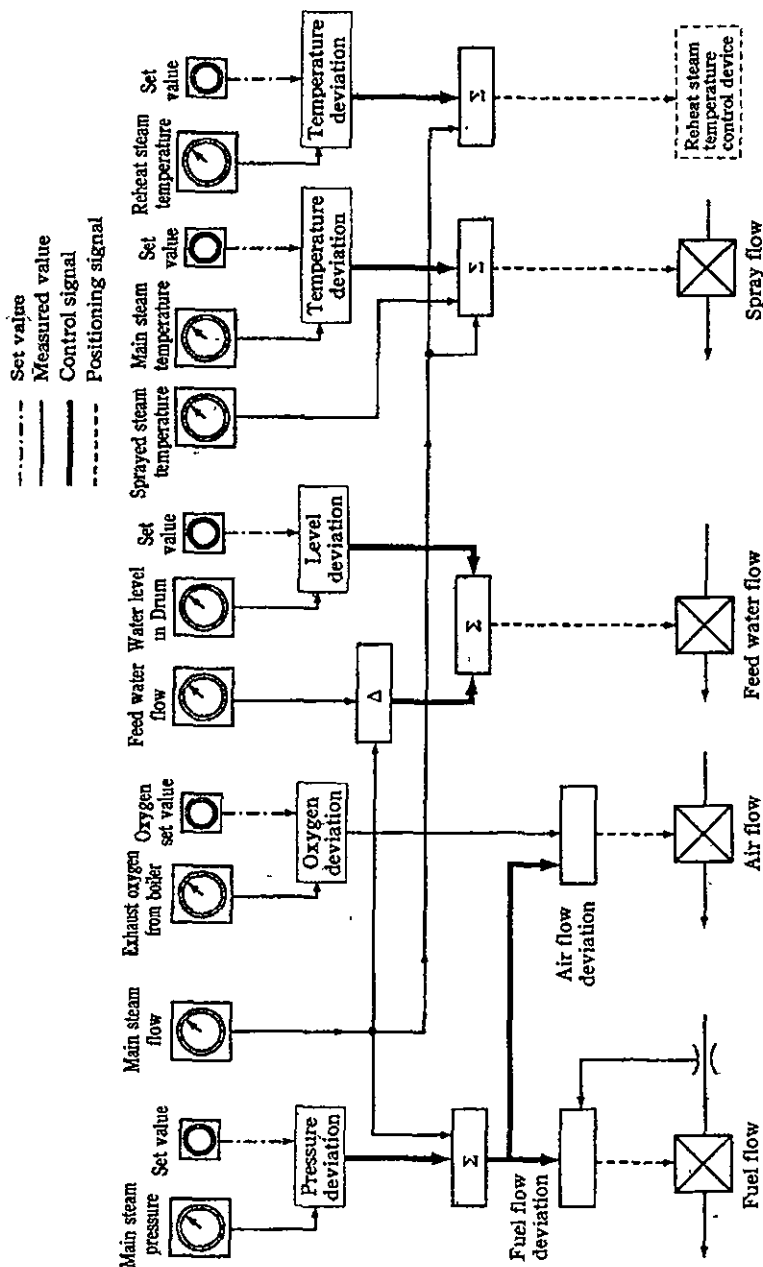 Set value
Measured value
Control signal
Positioning signal
Main steam
pressure
Set value
Main steam
flow
Exhaust oxygen
from boiler
Oxygen
set value
Feed water
flow
Water level
in Drum
Set
value
Sprayed steam
temperature
Main steam
temperature
Set
value
Reheat steam
temperature
Set
value
Pressure
deviation
Oxygen
deviation
Level
deviation
Temperature
deviation
Temperature
deviation
Δ
Σ
Σ
Σ
Σ
Fuel flow
deviation
Air flow
deviation
Reheat steam
temperature
control device
Fuel flow
Air flow
Feed water flow
Spray flow